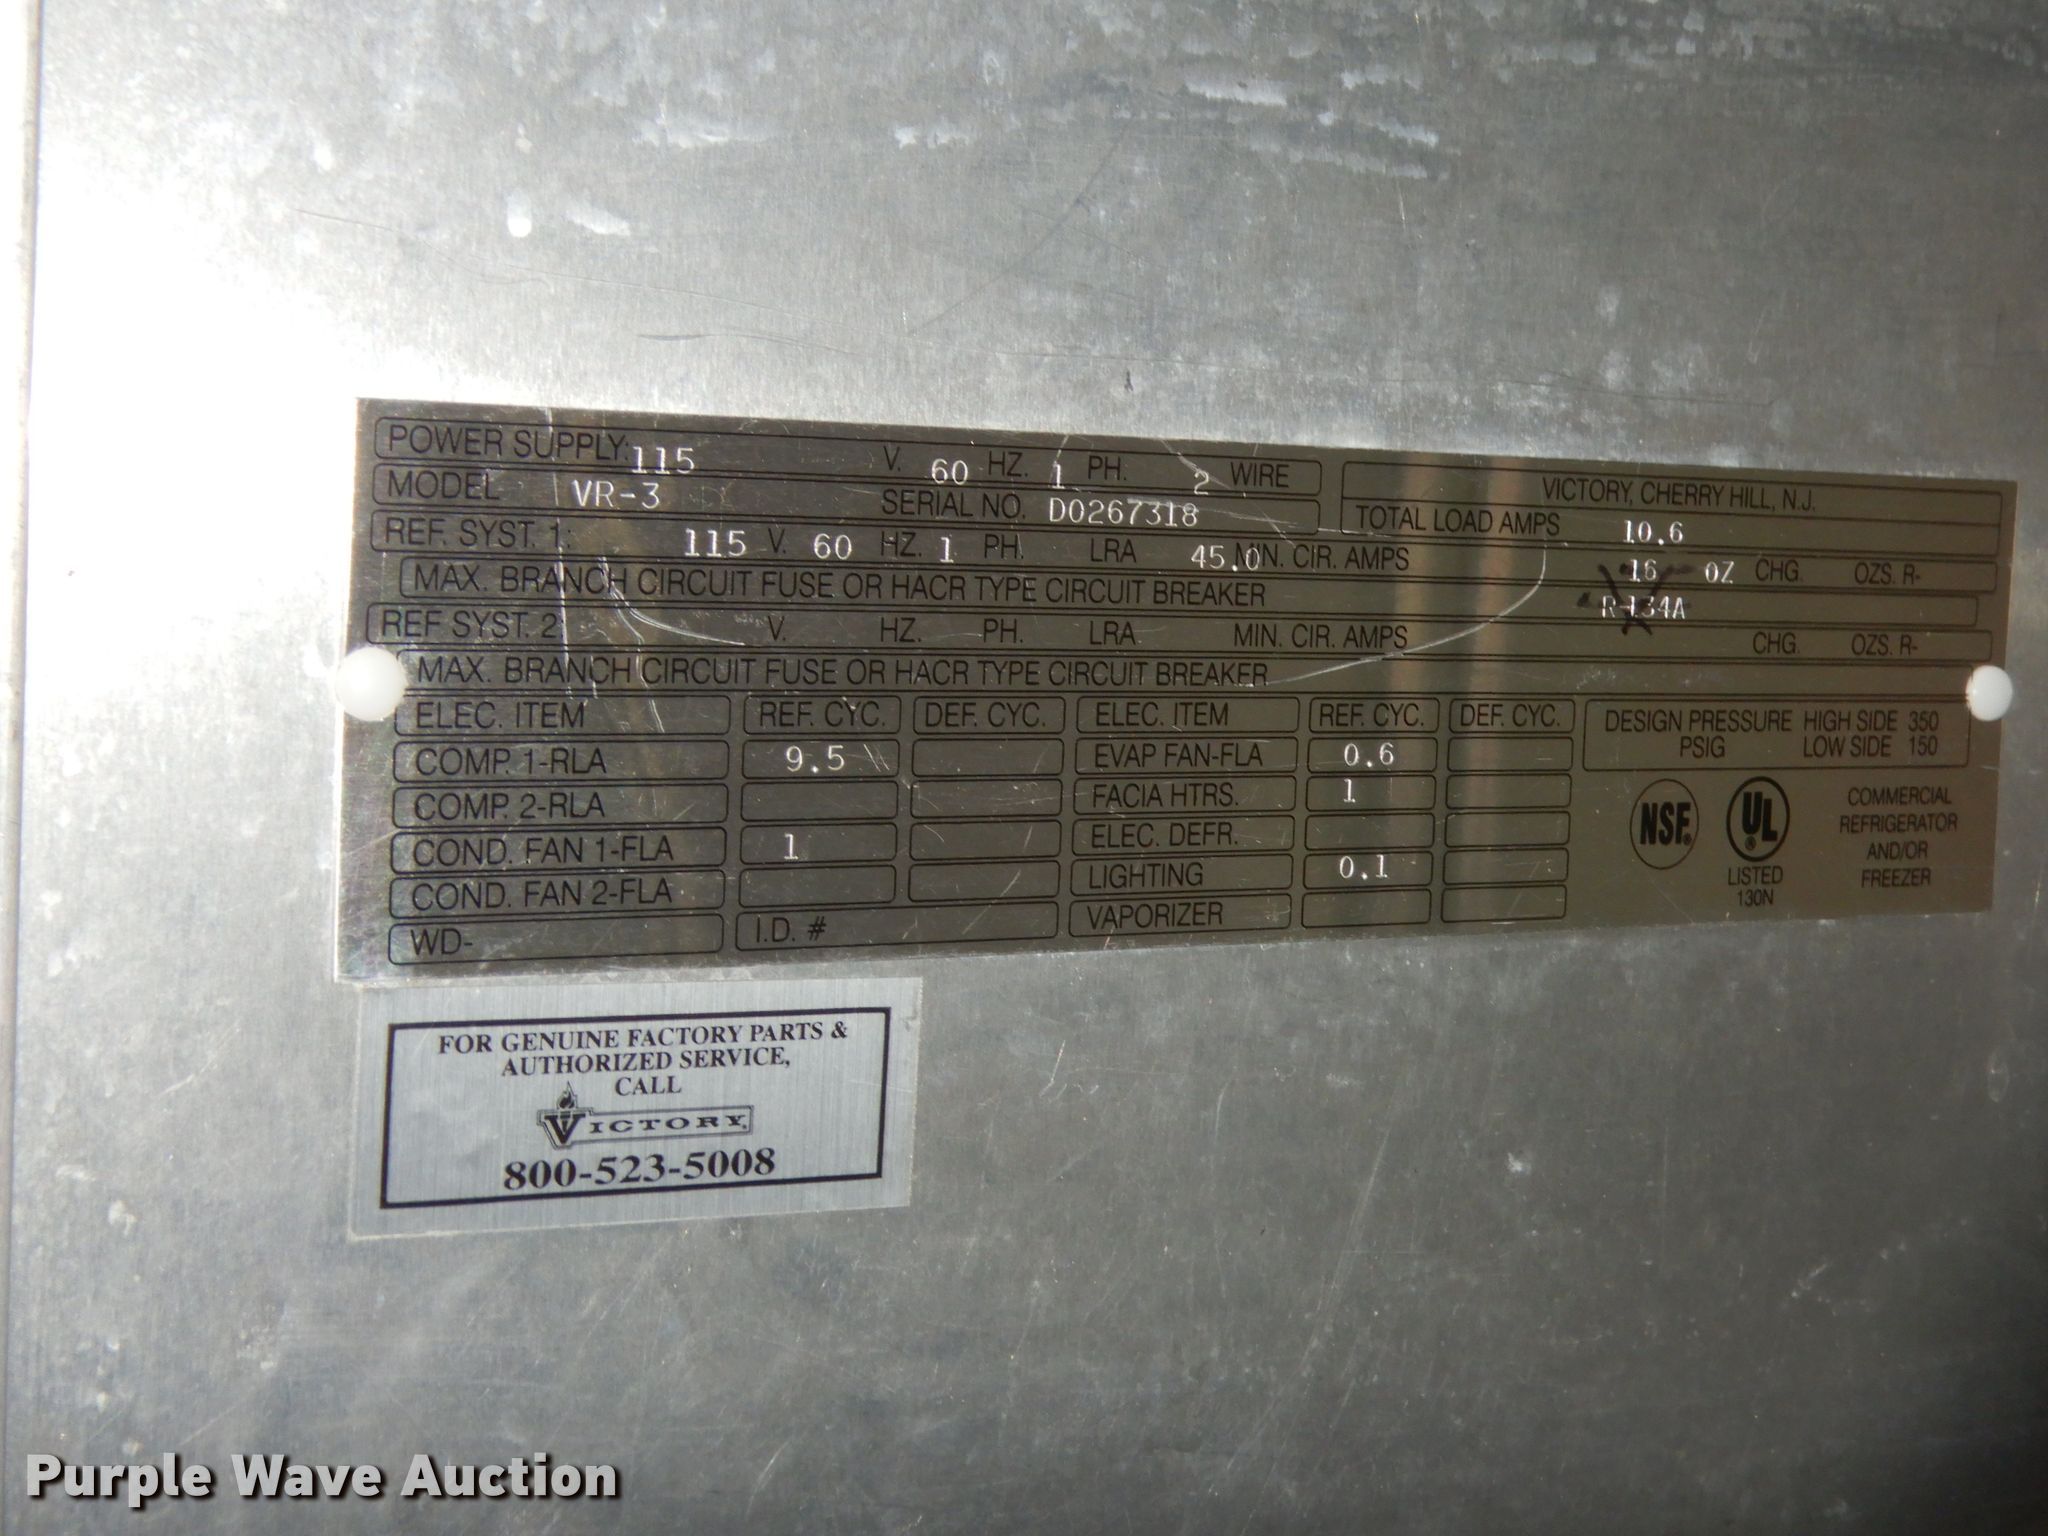 POWER SUPPLY: 115 V. 60 HZ. 1 PH. 2 WIRE
MODEL VR-3 SERIAL NO. D0267318
VICTORY, CHERRY HILL, N.J.
TOTAL LOAD AMPS 10.6
REF. SYST. 1: 115 V. 60 HZ. 1 PH. LRA 45.0 MIN. CIR. AMPS 16 OZ CHG. OZS. R-
MAX. BRANCH CIRCUIT FUSE OR HACR TYPE CIRCUIT BREAKER R-134A
REF SYST. 2: V. HZ. PH. LRA MIN. CIR. AMPS CHG. OZS. R-
MAX. BRANCH CIRCUIT FUSE OR HACR TYPE CIRCUIT BREAKER
ELEC. ITEM REF. CYC. DEF. CYC. ELEC. ITEM REF. CYC. DEF. CYC.
COMP. 1-RLA 9.5 EVAP FAN-FLA 0.6
COMP. 2-RLA FACIA HTRS. 1
COND. FAN 1-FLA 1 ELEC. DEFR.
COND. FAN 2-FLA LIGHTING 0.1
WD- I.D. # VAPORIZER
DESIGN PRESSURE HIGH SIDE 350
PSIG LOW SIDE 150
NSF®
UL®
LISTED
130N
COMMERCIAL
REFRIGERATOR
AND/OR
FREEZER
FOR GENUINE FACTORY PARTS &
AUTHORIZED SERVICE,
CALL
VICTORY
800-523-5008
Purple Wave Auction